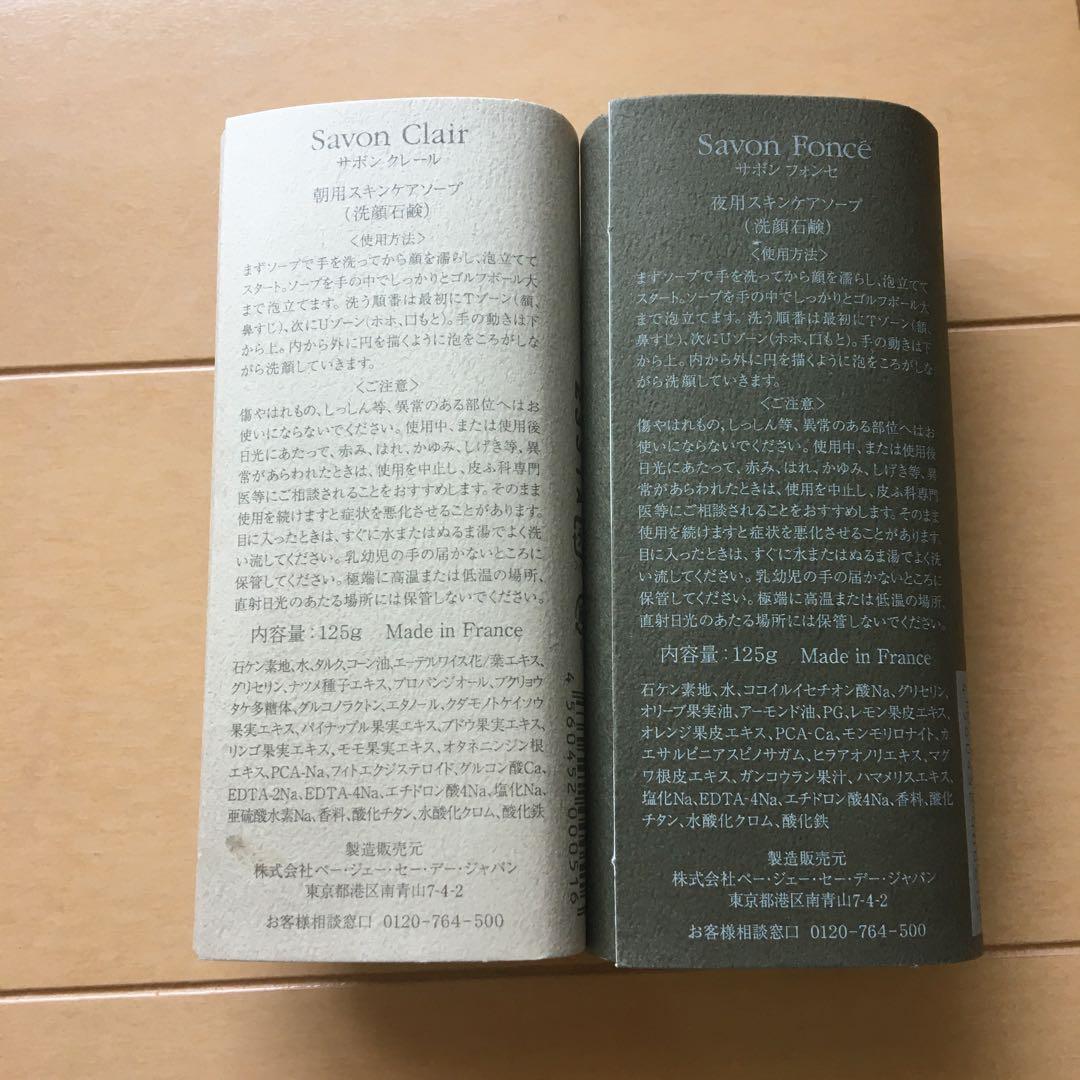 Savon Clair
サボン クレール
朝用スキンケアソープ
（洗顔石鹸）
〈使用方法〉
まずソープで手を洗ってから顔を濡らし、泡立てて
スタート。ソープを手の中でしっかりとゴルフボール大
まで泡立てます。洗う順番は最初にTゾーン（額、
鼻すじ）、次にUゾーン（ホホ、口もと）。手の動きは下
から上。内から外に円を描くように泡をころがしな
がら洗顔していきます。
〈ご注意〉
傷やはれもの、しっしん等、異常のある部位へはお
使いにならないでください。使用中、または使用後
日光にあたって、赤み、はれ、かゆみ、しげき等、異
常があらわれたときは、使用を中止し、皮ふ科専門
医等にご相談されることをおすすめします。そのまま
使用を続けますと症状を悪化させることがあります。
目に入ったときは、すぐに水またはぬるま湯でよく洗
い流してください。乳幼児の手の届かないところに
保管してください。極端に高温または低温の場所、
直射日光のあたる場所には保管しないでください。
内容量：125g Made in France
石ケン素地、水、タルク、コーン油、エーデルワイス花/葉エキス、
グリセリン、ナツメ種子エキス、プロパンジオール、ブクリョウ
タケ多糖体、グルコノラクトン、エタノール、クダモノトケイソウ
果実エキス、パイナップル果実エキス、ブドウ果実エキス、
リンゴ果実エキス、モモ果実エキス、オタネニンジン根
エキス、PCA-Na、フィトエクジステロイド、グルコン酸Ca、
EDTA-2Na、EDTA-4Na、エチドロン酸4Na、塩化Na、
亜硫酸水素Na、香料、酸化チタン、水酸化クロム、酸化鉄
製造販売元
株式会社ペー・ジェー・セー・デー・ジャパン
東京都港区南青山7-4-2
お客様相談窓口 0120-764-500
4 560452 000516
Savon Foncé
サボン フォンセ
夜用スキンケアソープ
（洗顔石鹸）
〈使用方法〉
まずソープで手を洗ってから顔を濡らし、泡立てて
スタート。ソープを手の中でしっかりとゴルフボール大
まで泡立てます。洗う順番は最初にTゾーン（額、
鼻すじ）、次にUゾーン（ホホ、口もと）。手の動きは下
から上。内から外に円を描くように泡をころがしな
がら洗顔していきます。
〈ご注意〉
傷やはれもの、しっしん等、異常のある部位へはお
使いにならないでください。使用中、または使用後
日光にあたって、赤み、はれ、かゆみ、しげき等、異
常があらわれたときは、使用を中止し、皮ふ科専門
医等にご相談されることをおすすめします。そのまま
使用を続けますと症状を悪化させることがあります。
目に入ったときは、すぐに水またはぬるま湯でよく洗
い流してください。乳幼児の手の届かないところに
保管してください。極端に高温または低温の場所、
直射日光のあたる場所には保管しないでください。
内容量：125g Made in France
石ケン素地、水、ココイルイセチオン酸Na、グリセリン、
オリーブ果実油、アーモンド油、PG、レモン果皮エキス、
オレンジ果皮エキス、PCA-Ca、モンモリロナイト、カ
エサルピニアスピノサガム、ヒラアオノリエキス、マグ
ワ根皮エキス、ガンコウラン果汁、ハマメリスエキス、
塩化Na、EDTA-4Na、エチドロン酸4Na、香料、酸化
チタン、水酸化クロム、酸化鉄
製造販売元
株式会社ペー・ジェー・セー・デー・ジャパン
東京都港区南青山7-4-2
お客様相談窓口 0120-764-500